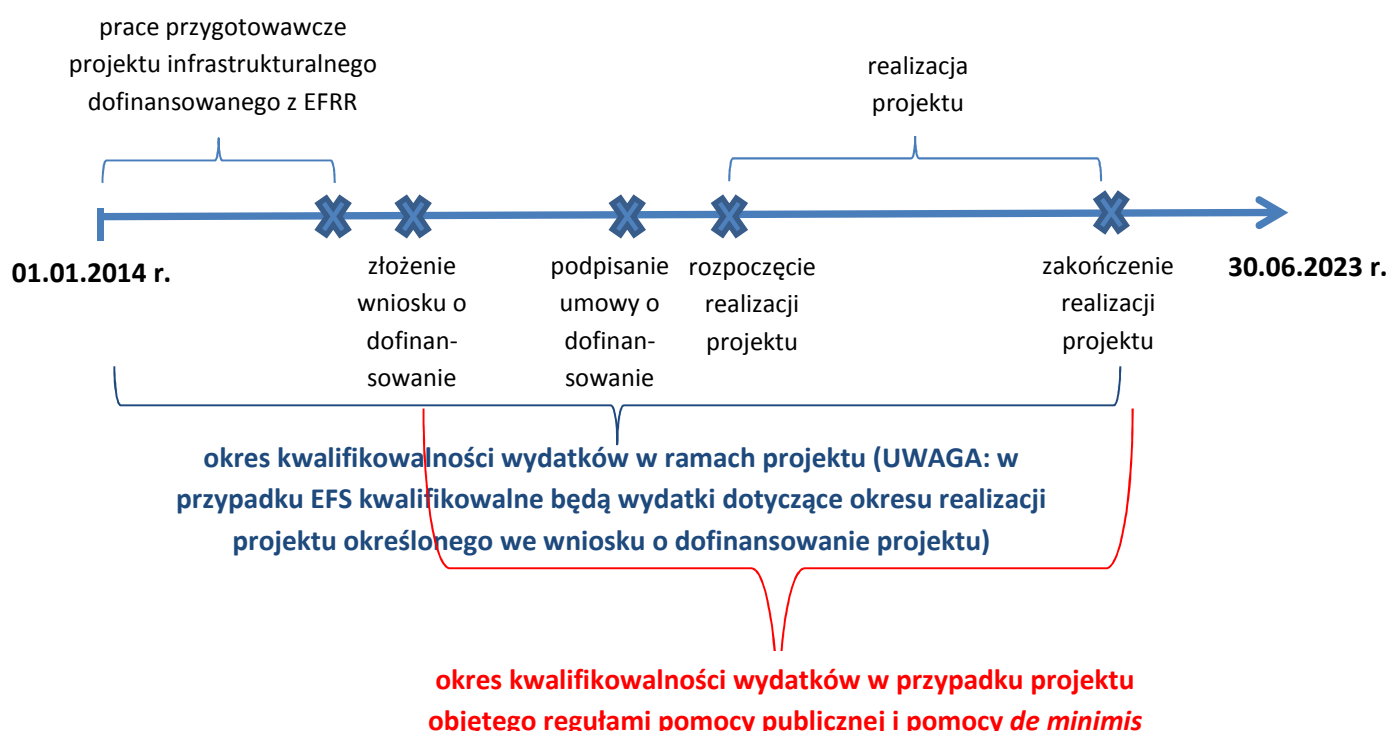 prace przygotowawcze
projektu infrastrukturalnego
dofinansowanego z EFRR
realizacja
projektu
01.01.2014 r.
złożenie
wniosku o
dofinan-
sowanie
podpisanie
umowy o
dofinan-
sowanie
rozpoczęcie
realizacji
projektu
zakończenie
realizacji
projektu
30.06.2023 r.
okres kwalifikowalności wydatków w ramach projektu (UWAGA: w
przypadku EFS kwalifikowalne będą wydatki dotyczące okresu realizacji
projektu określonego we wniosku o dofinansowanie projektu)
okres kwalifikowalności wydatków w przypadku projektu
objętego regułami pomocy publicznej i pomocy de minimis